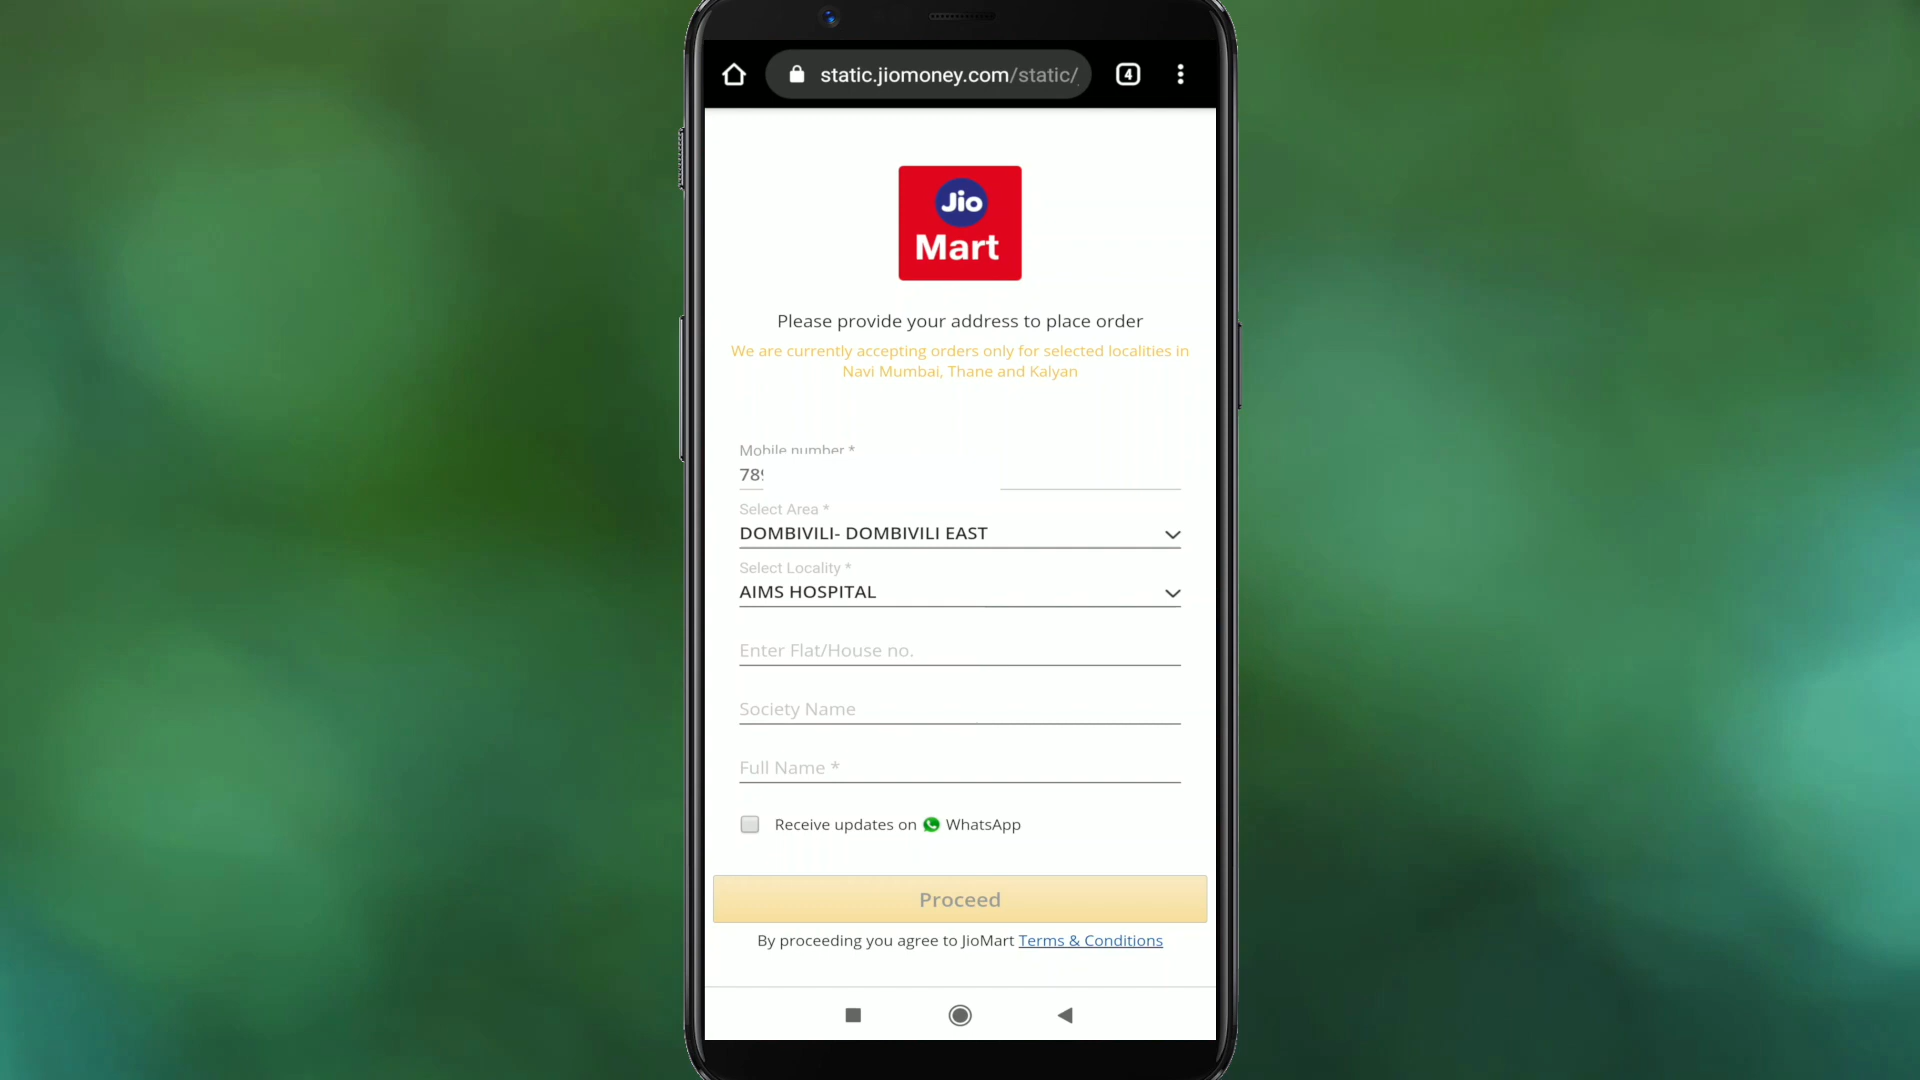 static.jiomoney.com/static/
4
Jio
Mart
Please provide your address to place order
We are currently accepting orders only for selected localities in
Navi Mumbai, Thane and Kalyan
Mobile number *
78
Select Area *
DOMBIVILI- DOMBIVILI EAST
Select Locality *
AIMS HOSPITAL
Enter Flat/House no.
Society Name
Full Name *
Receive updates on WhatsApp
Proceed
By proceeding you agree to JioMart Terms & Conditions